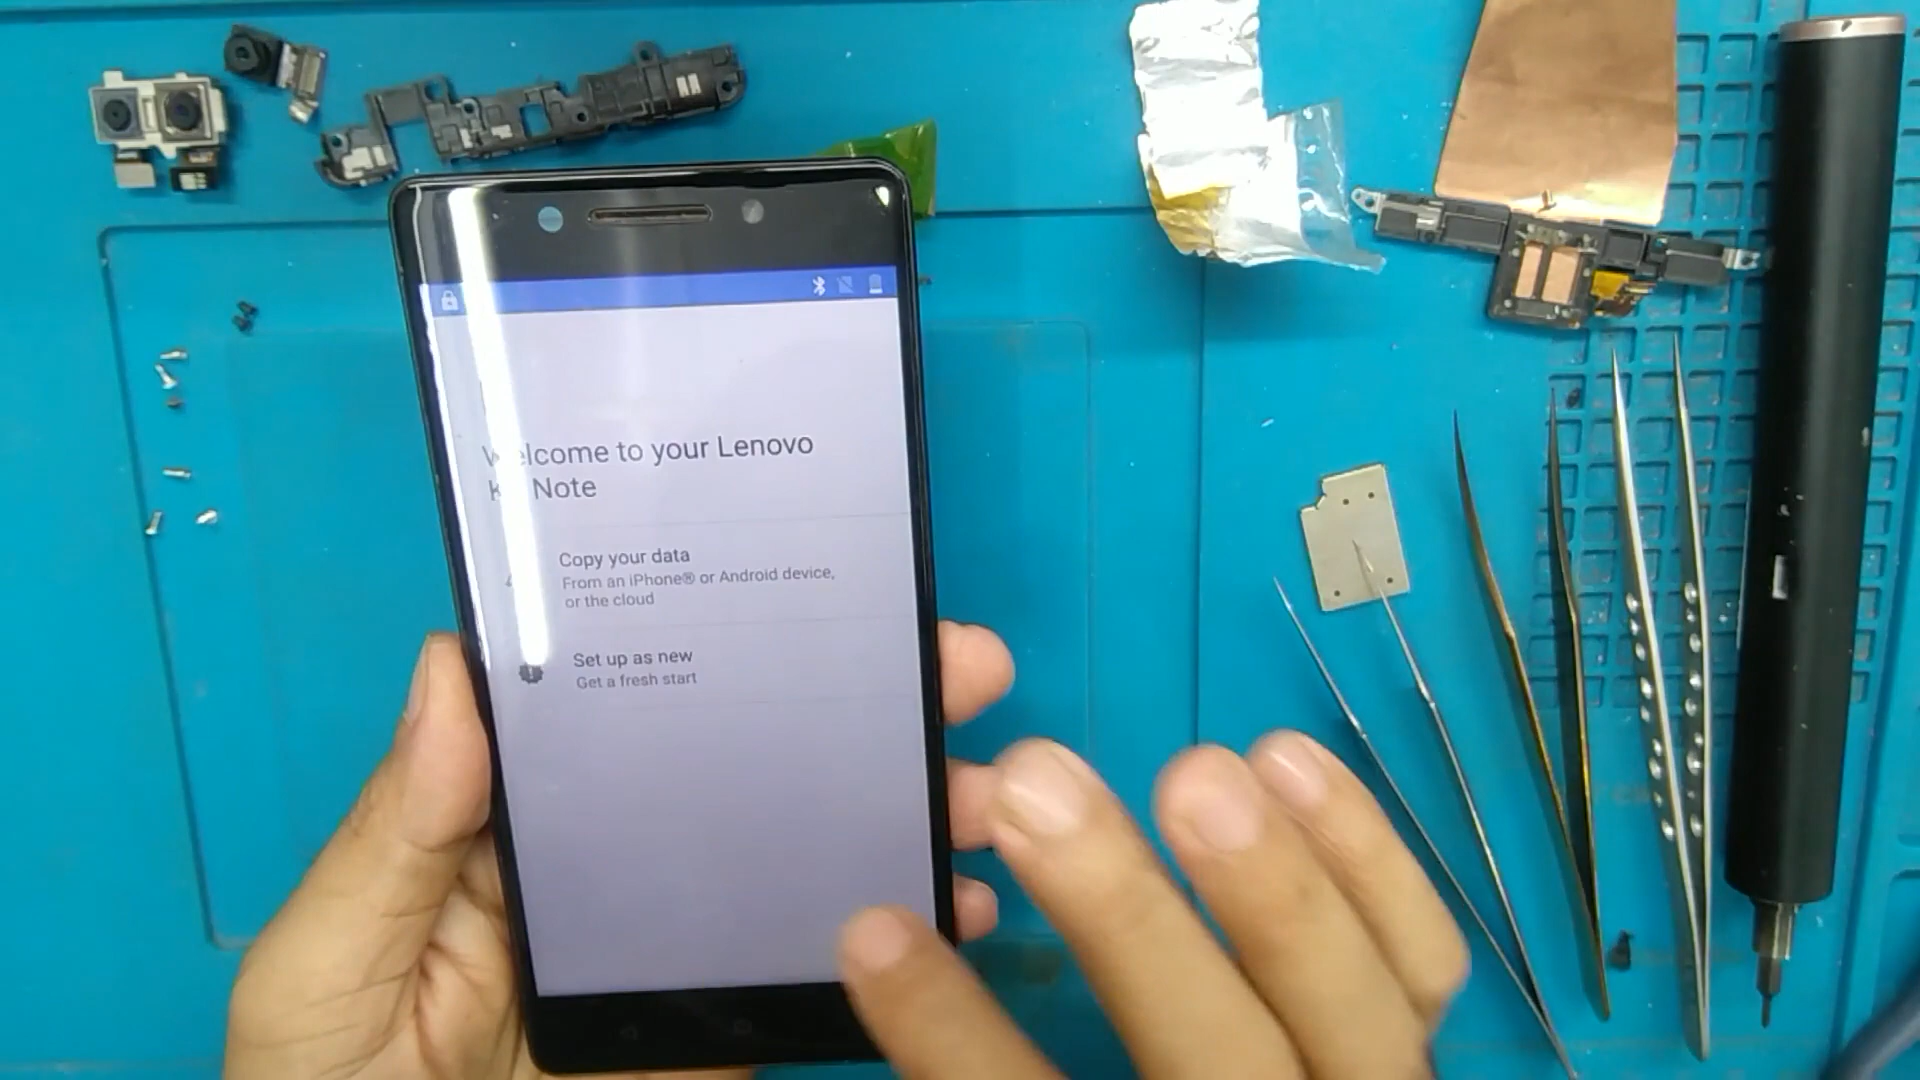 Welcome to your Lenovo
Note
Copy your data
From an iPhone® or Android device,
or the cloud
Set up as new
Get a fresh start